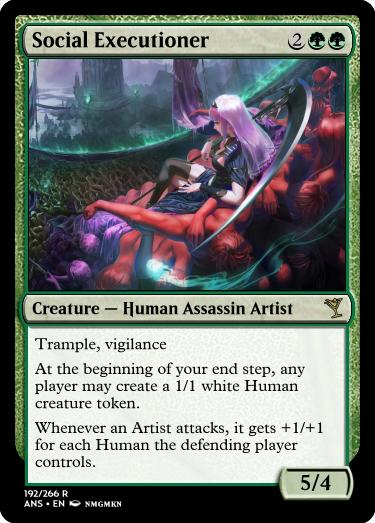 Social Executioner 2
Creature — Human Assassin Artist
Trample, vigilance
At the beginning of your end step, any
player may create a 1/1 white Human
creature token.
Whenever an Artist attacks, it gets +1/+1
for each Human the defending player
controls.
5/4
192/266 R
ANS • EN NMGMKN